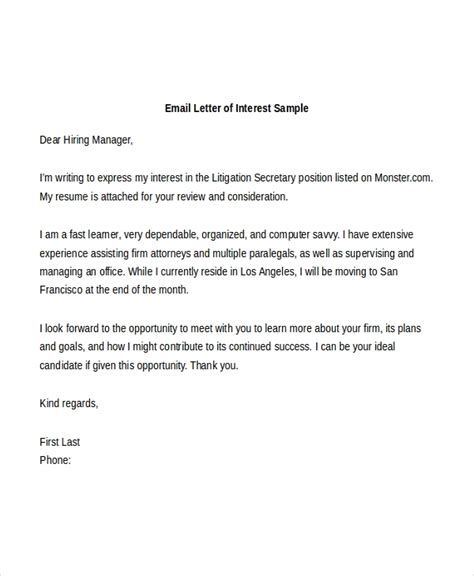 Email Letter of Interest Sample
Dear Hiring Manager,
I'm writing to express my interest in the Litigation Secretary position listed on Monster.com.
My resume is attached for your review and consideration.
I am a fast learner, very dependable, organized, and computer savvy. I have extensive
experience assisting firm attorneys and multiple paralegals, as well as supervising and
managing an office. While I currently reside in Los Angeles, I will be moving to San
Francisco at the end of the month.
I look forward to the opportunity to meet with you to learn more about your firm, its plans
and goals, and how I might contribute to its continued success. I can be your ideal
candidate if given this opportunity. Thank you.
Kind regards,
First Last
Phone: